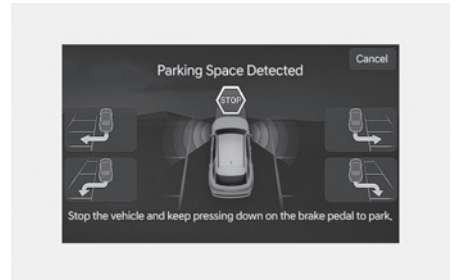 Cancel
Parking Space Detected
STOP
Stop the vehicle and keep pressing down on the brake pedal to park.